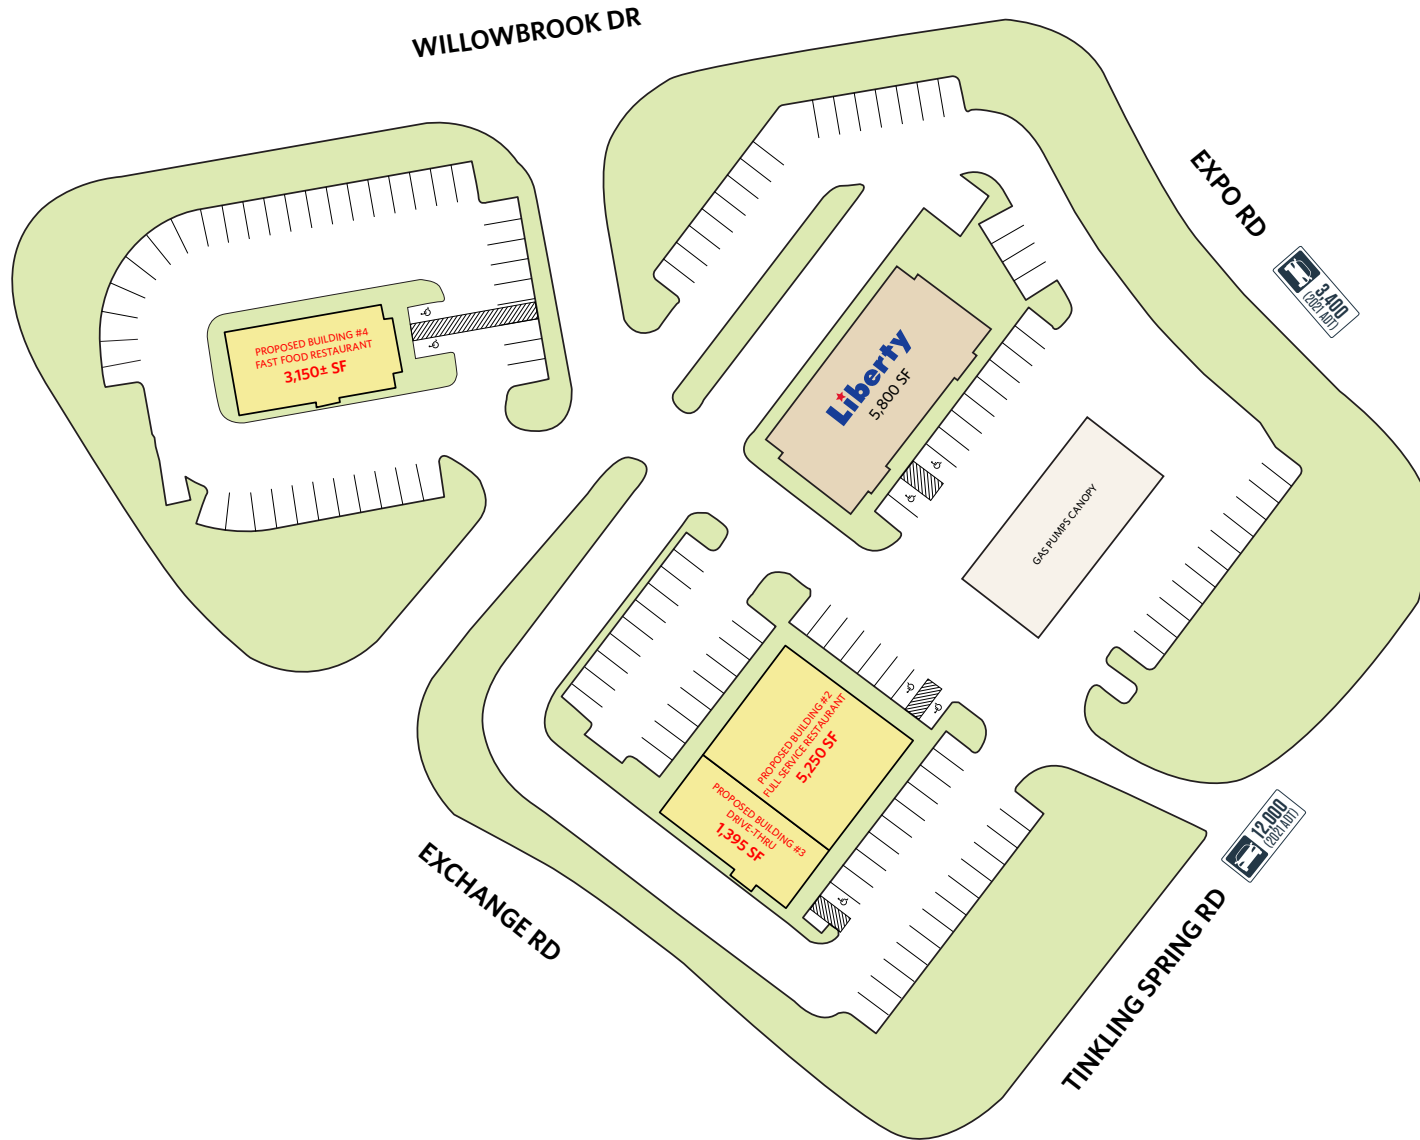 WILLOWBROOK DR
EXPO RD
3,400
(2021 ADT)
PROPOSED BUILDING #4
FAST FOOD RESTAURANT
3,150± SF
Liberty
5,800 SF
GAS PUMPS CANOPY
PROPOSED BUILDING #2
FULL SERVICE RESTAURANT
5,250 SF
PROPOSED BUILDING #3
DRIVE-THRU
1,395 SF
12,000
(2021 ADT)
EXCHANGE RD
TINKLING SPRING RD